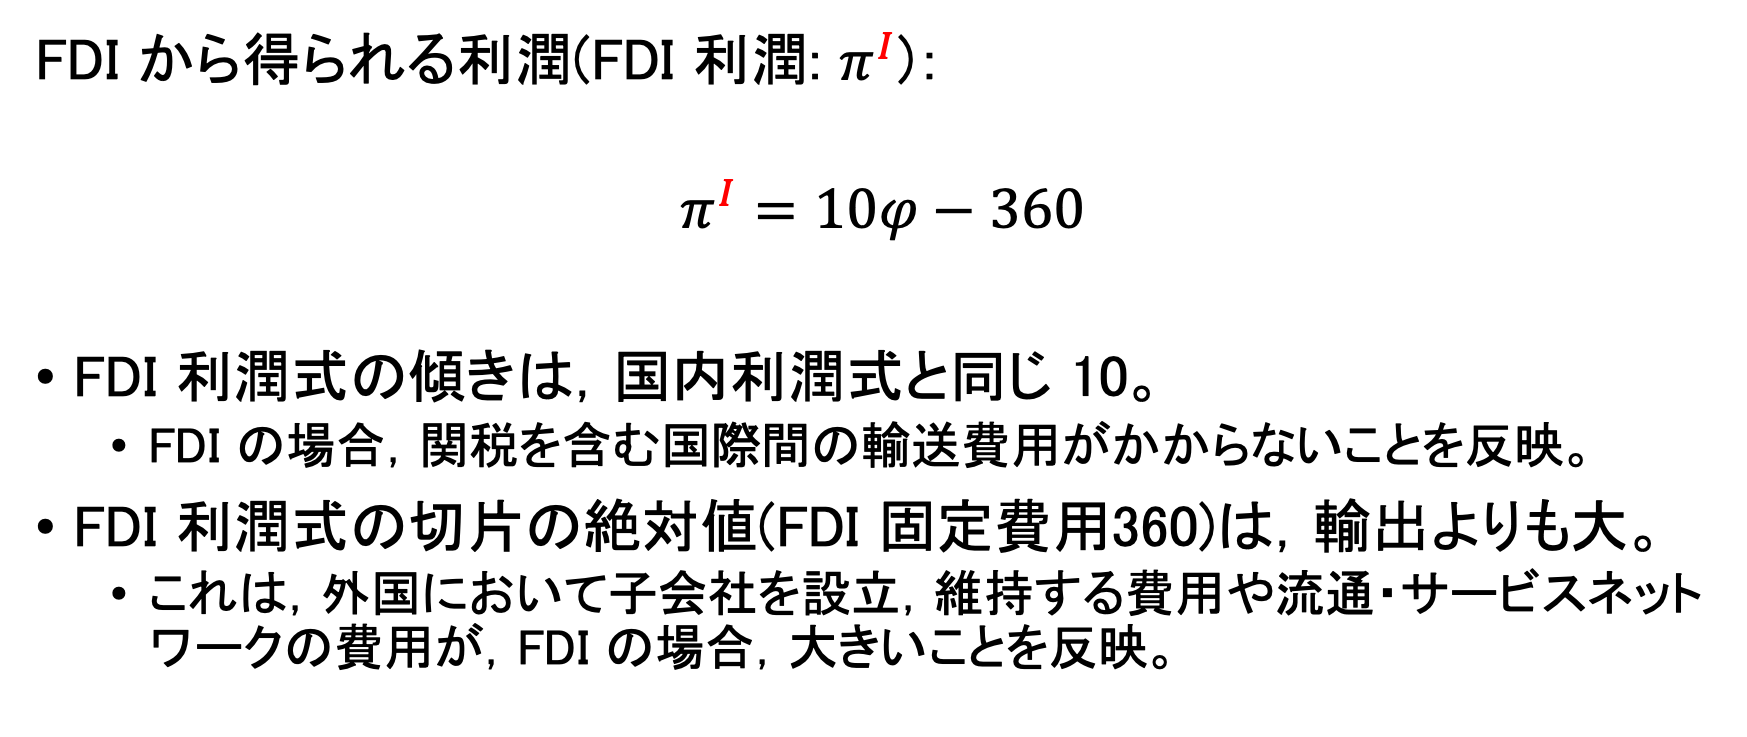 FDI から得られる利潤(FDI 利潤: π^I):
π^I = 10φ − 360
• FDI 利潤式の傾きは, 国内利潤式と同じ 10。
• FDI の場合, 関税を含む国際間の輸送費用がかからないことを反映。
• FDI 利潤式の切片の絶対値(FDI 固定費用360)は, 輸出よりも大。
• これは, 外国において子会社を設立, 維持する費用や流通・サービスネット
ワークの費用が, FDI の場合, 大きいことを反映。